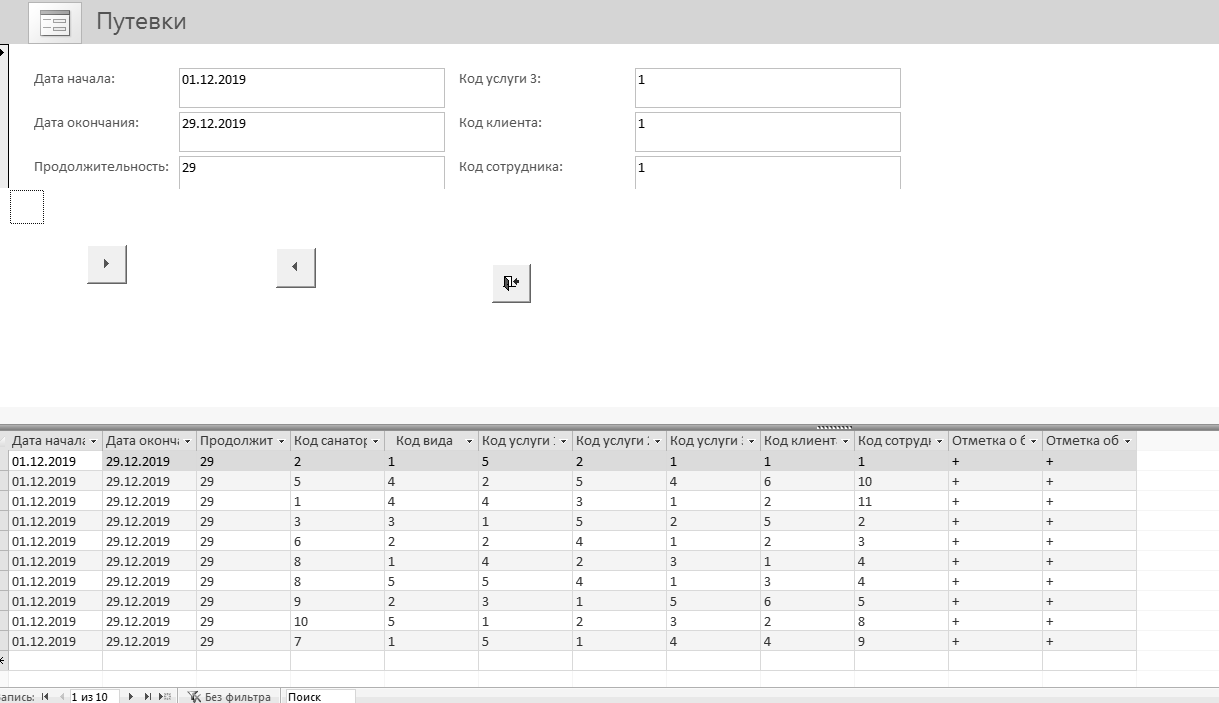 Путевки
Дата начала: 01.12.2019 Код услуги 3: 1
Дата окончания: 29.12.2019 Код клиента: 1
Продолжительность: 29 Код сотрудника: 1
Дата начала Дата оконч Продолжит Код санатор Код вида Код услуги Код услуги Код услуги Код клиент Код сотруд Отметка о Отметка об
01.12.2019 29.12.2019 29 2 1 5 2 1 1 1 + +
01.12.2019 29.12.2019 29 5 4 2 5 4 6 10 + +
01.12.2019 29.12.2019 29 1 4 4 3 1 2 11 + +
01.12.2019 29.12.2019 29 3 3 1 5 2 5 2 + +
01.12.2019 29.12.2019 29 6 2 2 4 1 2 3 + +
01.12.2019 29.12.2019 29 8 1 4 2 3 1 4 + +
01.12.2019 29.12.2019 29 8 5 5 4 1 3 4 + +
01.12.2019 29.12.2019 29 9 2 3 1 5 6 5 + +
01.12.2019 29.12.2019 29 10 5 1 2 3 2 8 + +
01.12.2019 29.12.2019 29 7 1 5 1 4 4 9 + +
апись: 1 из 10 Без фильтра Поиск